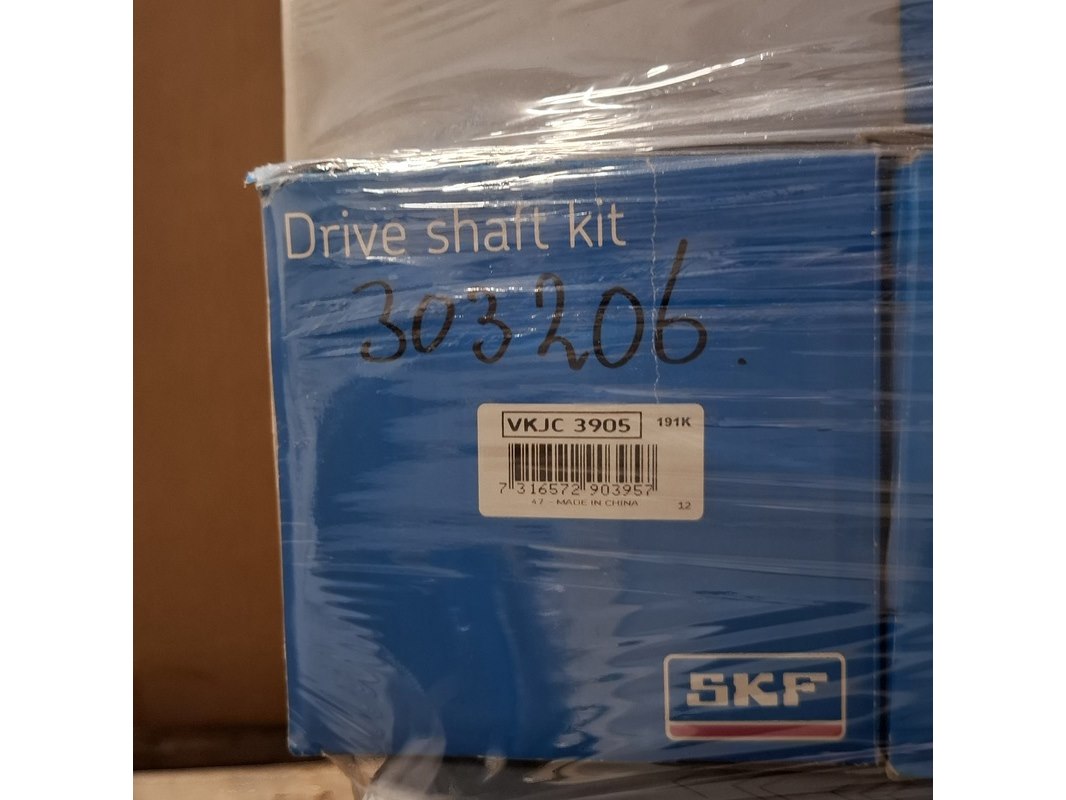 Drive shaft kit
303206.
VKJC 3905 191K
7 316572 903957
47 - MADE IN CHINA 12
SKF